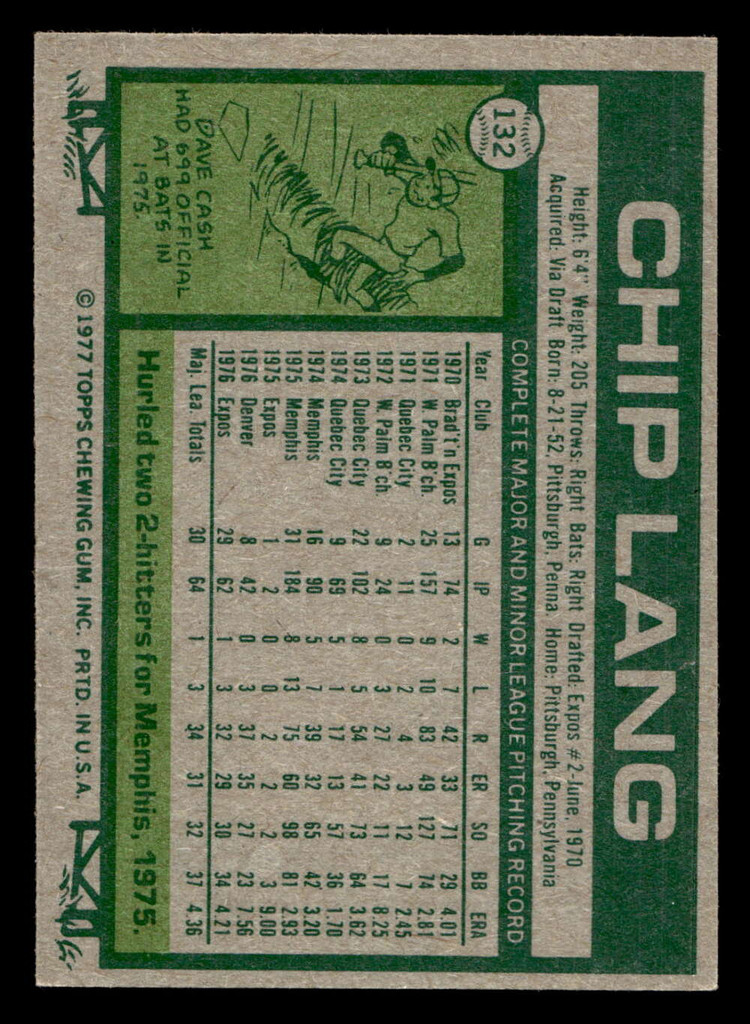 132
CHIP LANG
Height: 6'4" Weight: 205 Throws: Right Bats: Right Drafted: Expos #2-June, 1970
Acquired: Via Draft Born: 8-21-52, Pittsburgh, Penna. Home: Pittsburgh, Pennsylvania
COMPLETE MAJOR AND MINOR LEAGUE PITCHING RECORD
Year Club G IP W L R ER SO BB ERA
1970 Brad't'n Expos 13 74 2 7 42 33 71 29 4.01
1971 W. Palm B'ch. 25 157 9 10 83 49 127 74 2.81
1971 Quebec City 2 11 0 2 4 3 12 7 2.45
1972 W. Palm B'ch. 9 24 0 3 27 22 11 17 8.25
1973 Quebec City 22 102 8 5 54 41 73 64 3.62
1974 Quebec City 9 69 5 1 17 13 57 36 1.70
1974 Memphis 16 90 5 7 39 32 65 42 3.20
1975 Memphis 31 184 8 13 75 60 98 81 2.93
1975 Expos 1 2 0 0 2 2 2 3 9.00
1976 Denver 8 42 3 3 37 35 27 23 7.56
1976 Expos 29 62 1 3 32 29 30 34 4.21
Maj. Lea. Totals 30 64 1 3 34 31 32 37 4.36
DAVE CASH
HAD 699 OFFICIAL
AT BATS IN
1975.
Hurled two 2-hitters for Memphis, 1975.
© 1977 TOPPS CHEWING GUM, INC. PRTD. IN U.S.A.